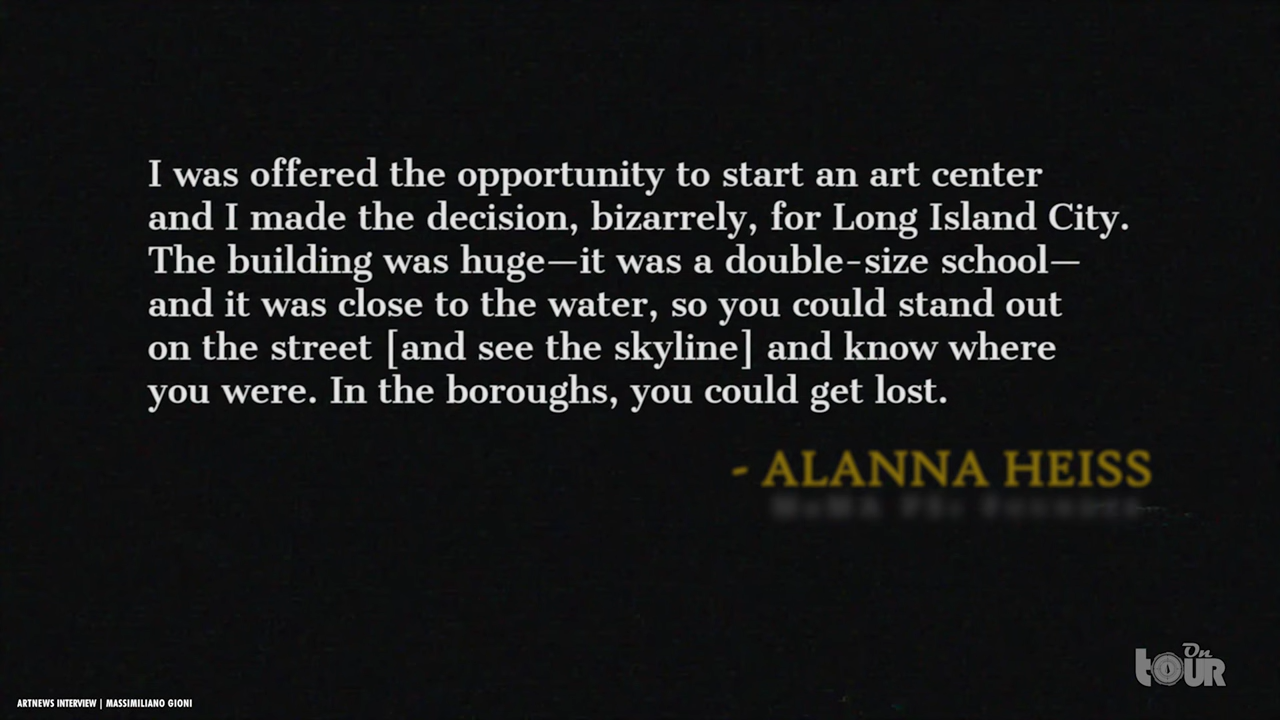 I was offered the opportunity to start an art center
and I made the decision, bizarrely, for Long Island City.
The building was huge—it was a double-size school—
and it was close to the water, so you could stand out
on the street [and see the skyline] and know where
you were. In the boroughs, you could get lost.
- ALANNA HEISS
On
tOUR
ARTNEWS INTERVIEW | MASSIMILIANO GIONI